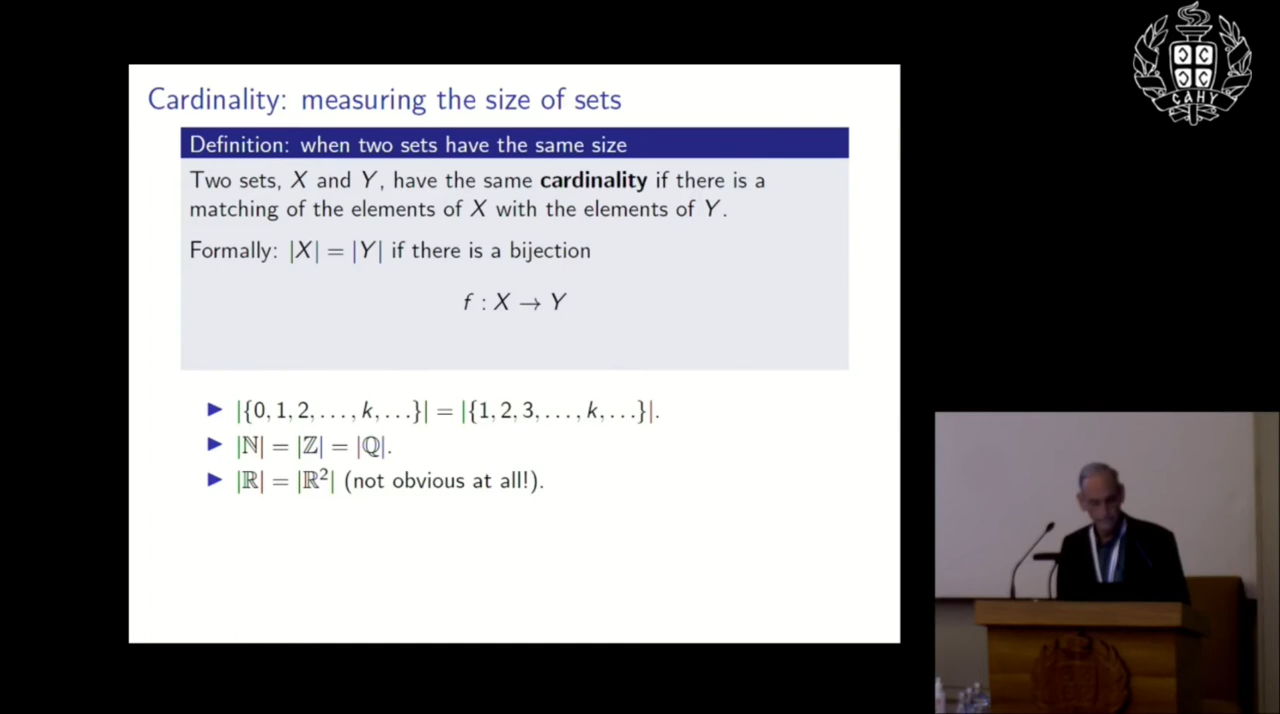 Cardinality: measuring the size of sets
Definition: when two sets have the same size
Two sets, X and Y, have the same cardinality if there is a
matching of the elements of X with the elements of Y.
Formally: |X| = |Y| if there is a bijection
f : X → Y
▶ |{0, 1, 2, . . . , k, . . .}| = |{1, 2, 3, . . . , k, . . .}|.
▶ |ℕ| = |ℤ| = |ℚ|.
▶ |ℝ| = |ℝ²| (not obvious at all!).
САНУ